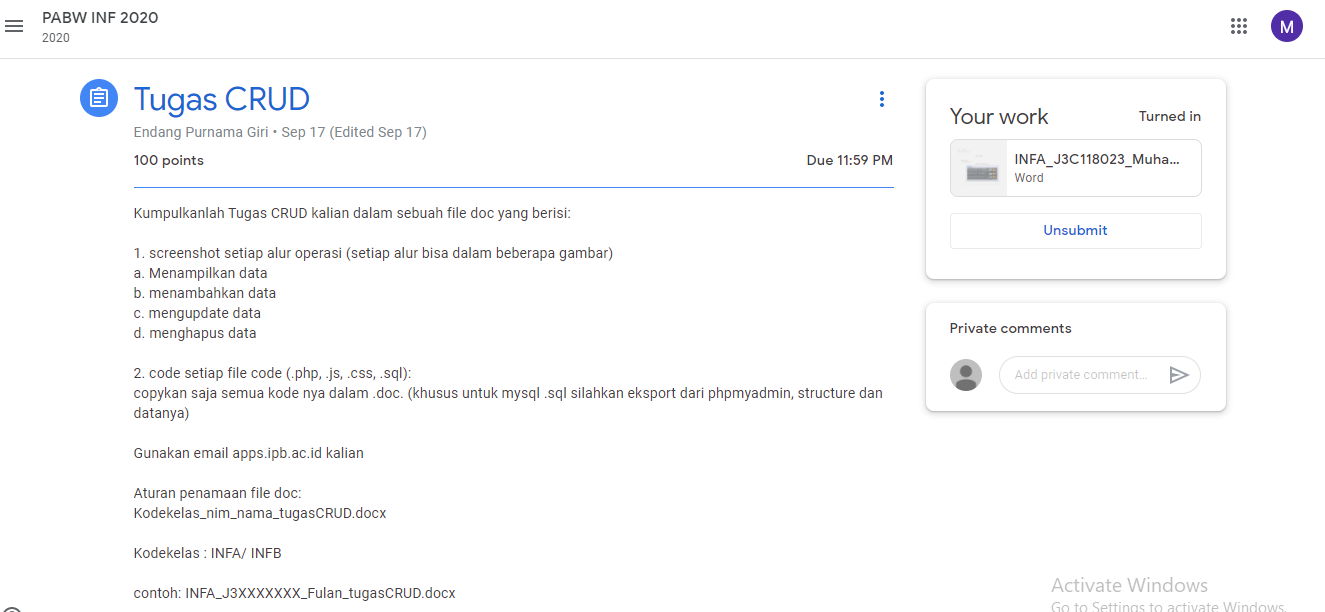 PABW INF 2020
2020
M
Tugas CRUD
Endang Purnama Giri • Sep 17 (Edited Sep 17)
100 points
Due 11:59 PM
Kumpulkanlah Tugas CRUD kalian dalam sebuah file doc yang berisi:
1. screenshot setiap alur operasi (setiap alur bisa dalam beberapa gambar)
a. Menampilkan data
b. menambahkan data
c. mengupdate data
d. menghapus data
2. code setiap file code (.php, .js, .css, .sql):
copykan saja semua kode nya dalam .doc. (khusus untuk mysql .sql silahkan eksport dari phpmyadmin, structure dan
datanya)
Gunakan email apps.ipb.ac.id kalian
Aturan penamaan file doc:
Kodekelas_nim_nama_tugasCRUD.docx
Kodekelas : INFA/ INFB
contoh: INFA_J3XXXXXXX_Fulan_tugasCRUD.docx
Your work
Turned in
INFA_J3C118023_Muha...
Word
Unsubmit
Private comments
Add private comment...
Activate Windows
Go to Settings to activate Windows.